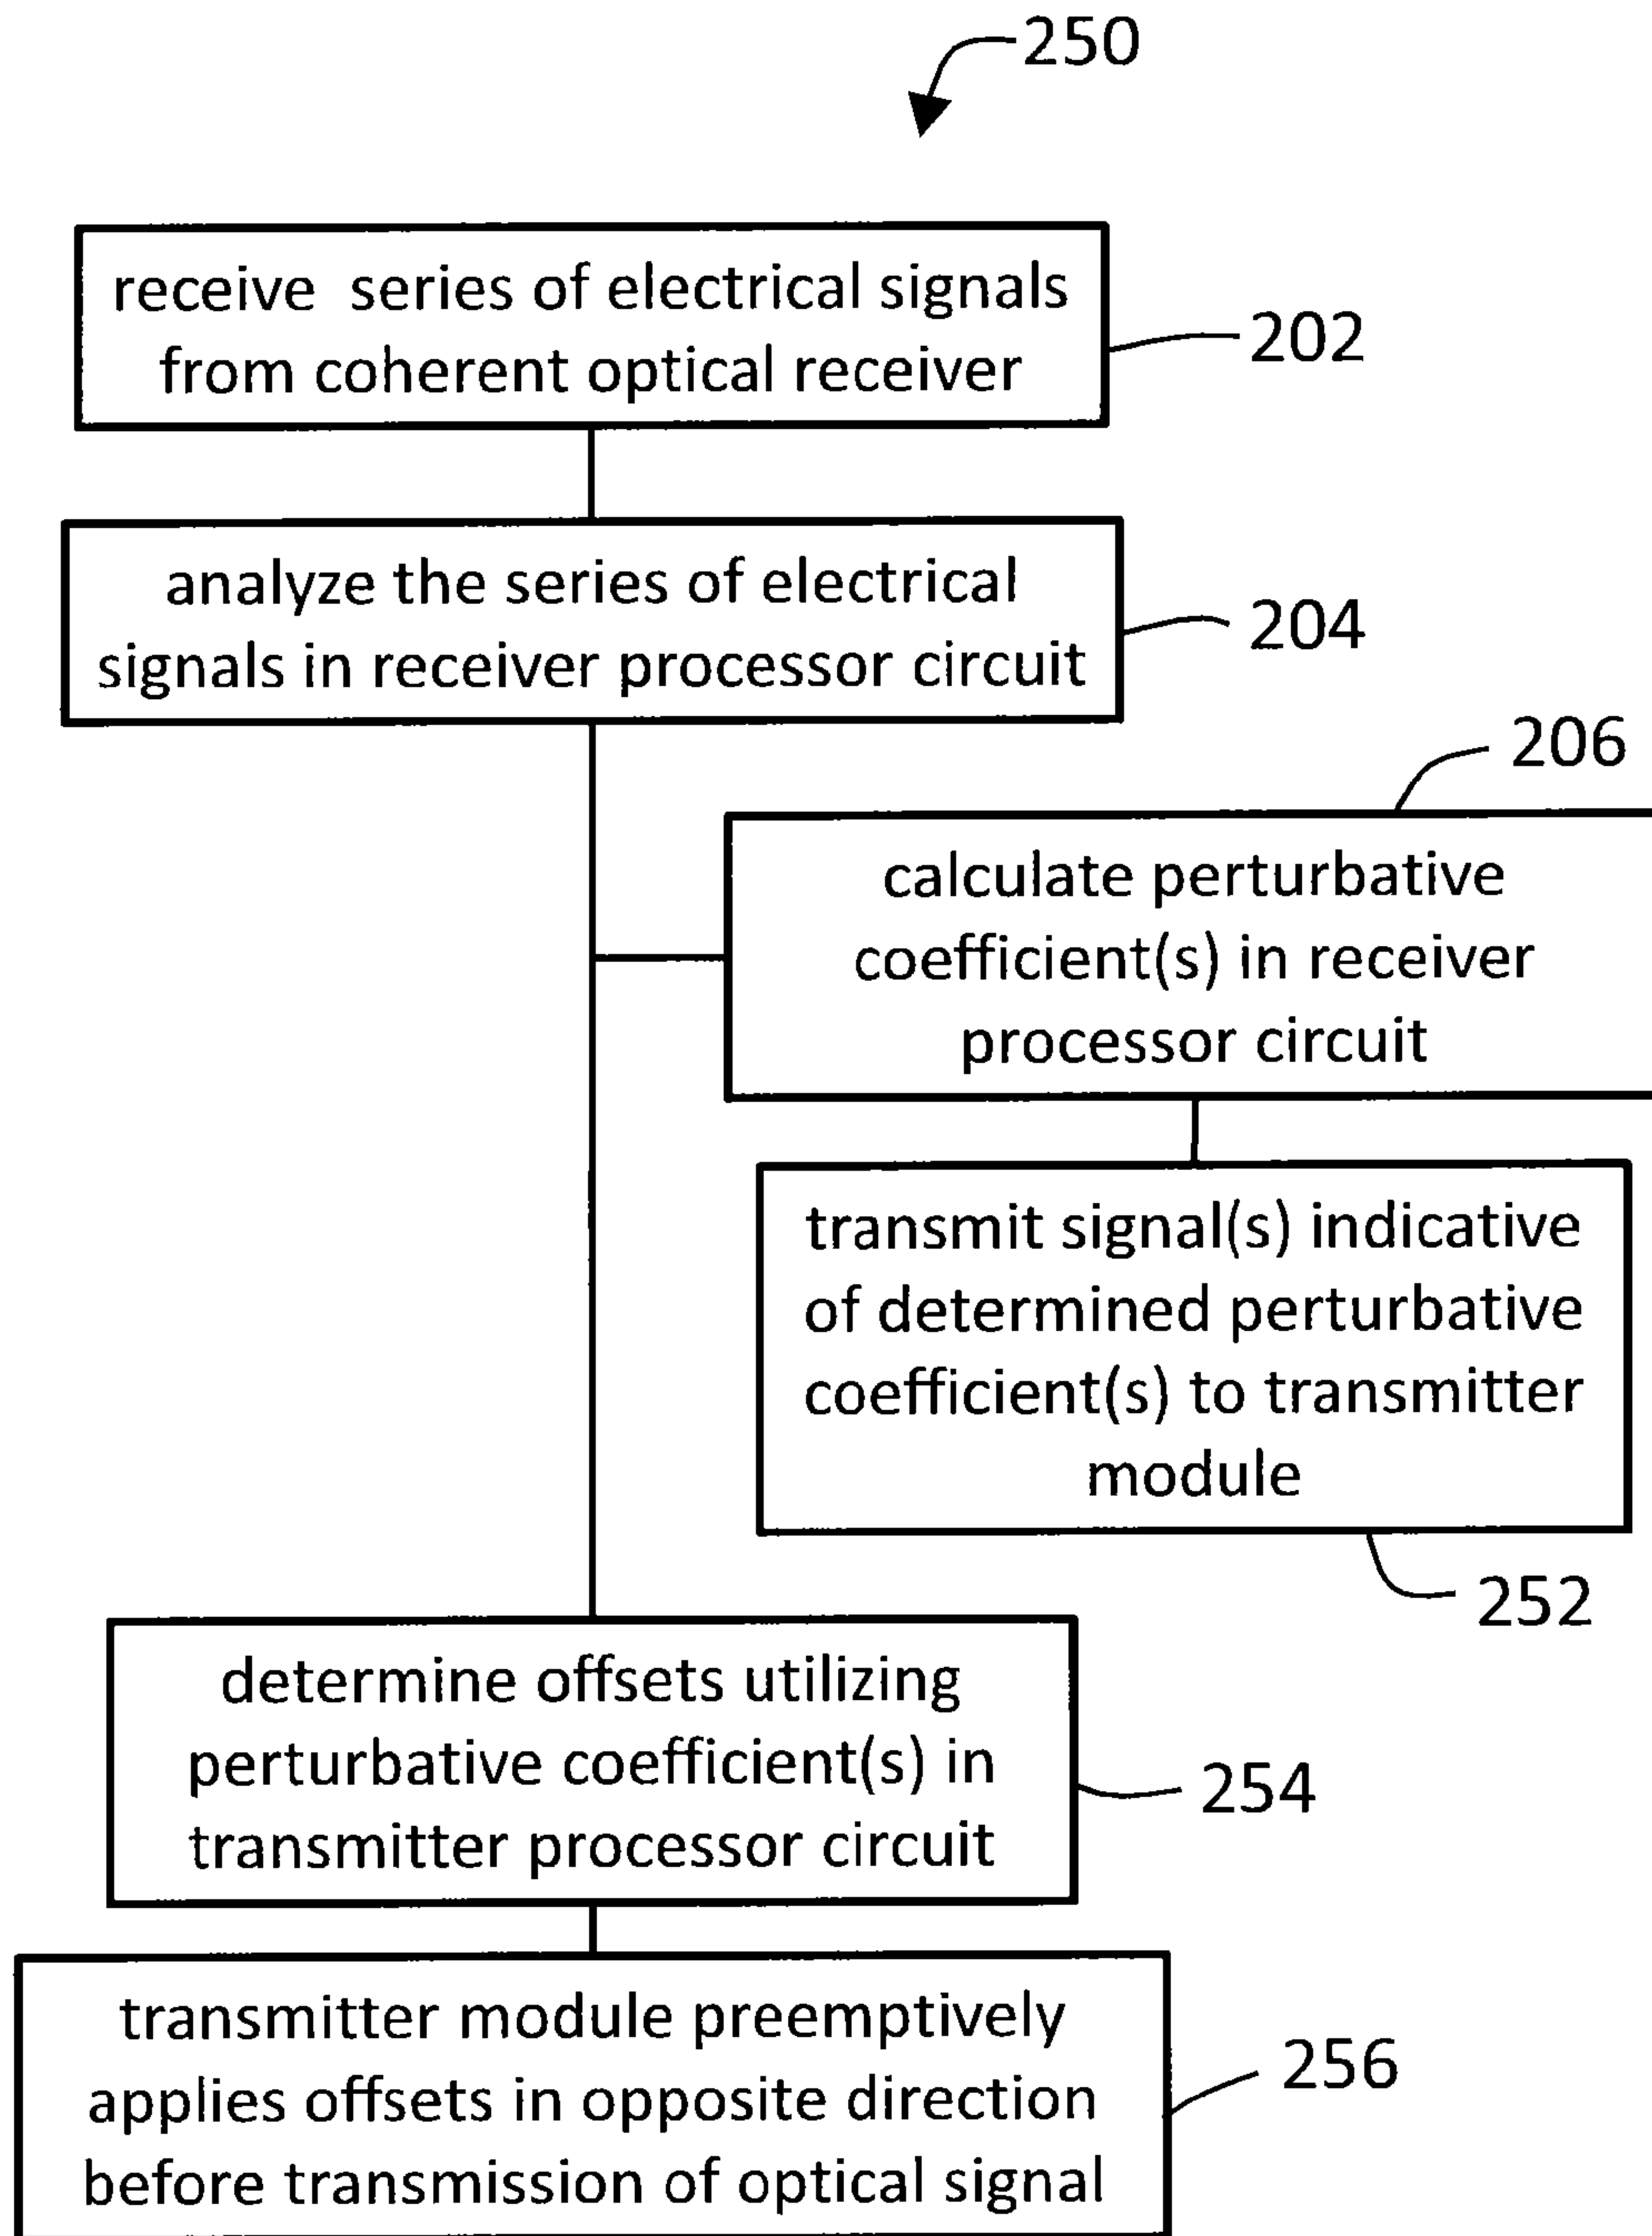 250
receive series of electrical signals
from coherent optical receiver
202
analyze the series of electrical
signals in receiver processor circuit
204
206
calculate perturbative
coefficient(s) in receiver
processor circuit
transmit signal(s) indicative
of determined perturbative
coefficient(s) to transmitter
module
252
determine offsets utilizing
perturbative coefficient(s) in
transmitter processor circuit
254
transmitter module preemptively
applies offsets in opposite direction
before transmission of optical signal
256